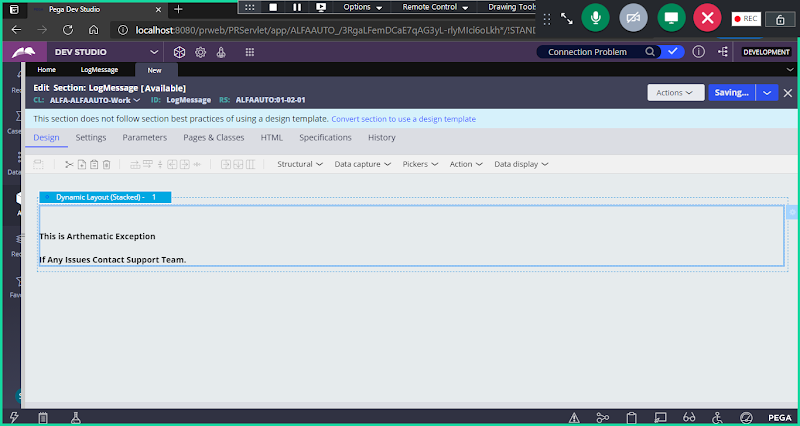 Pega Dev Studio
Options
Remote Control
Drawing Tools
REC
localhost:8080/prweb/PRServlet/app/ALFAAUTO_/3RgaLFemDCaE7qAG3yL-rlyMIci6oLkh*/!STAND
DEV STUDIO
Connection Problem
DEVELOPMENT
Home
LogMessage
New
Edit Section: LogMessage [Available]
CL: ALFA-ALFAAUTO-Work
ID: LogMessage
RS: ALFAAUTO:01-02-01
Actions
Saving...
This section does not follow section best practices of using a design template. Convert section to use a design template
Design
Settings
Parameters
Pages & Classes
HTML
Specifications
History
Structural
Data capture
Pickers
Action
Data display
Dynamic Layout (Stacked) - 1
This is Arthematic Exception
If Any Issues Contact Support Team.
Case
Data
Rec
Favo
PEGA